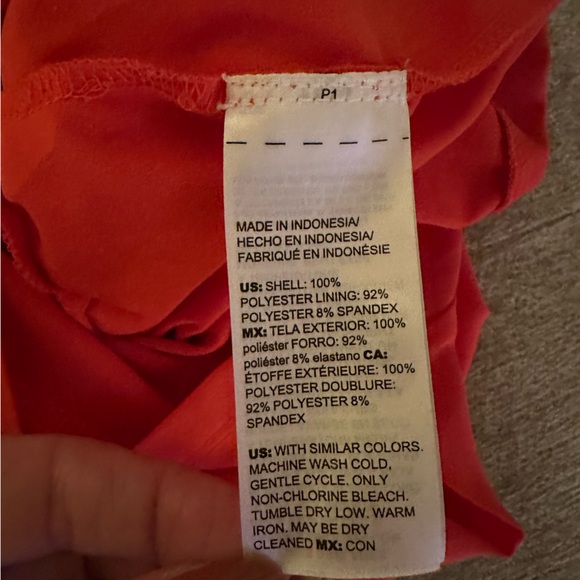 P1
MADE IN INDONESIA/
HECHO EN INDONESIA/
FABRIQUÉ EN INDONÉSIE
US: SHELL: 100%
POLYESTER LINING: 92%
POLYESTER 8% SPANDEX
MX: TELA EXTERIOR: 100%
poliéster FORRO: 92%
poliéster 8% elastano CA:
ÉTOFFE EXTÉRIEURE: 100%
POLYESTER DOUBLURE:
92% POLYESTER 8%
SPANDEX
US: WITH SIMILAR COLORS.
MACHINE WASH COLD,
GENTLE CYCLE. ONLY
NON-CHLORINE BLEACH.
TUMBLE DRY LOW. WARM
IRON. MAY BE DRY
CLEANED MX: CON